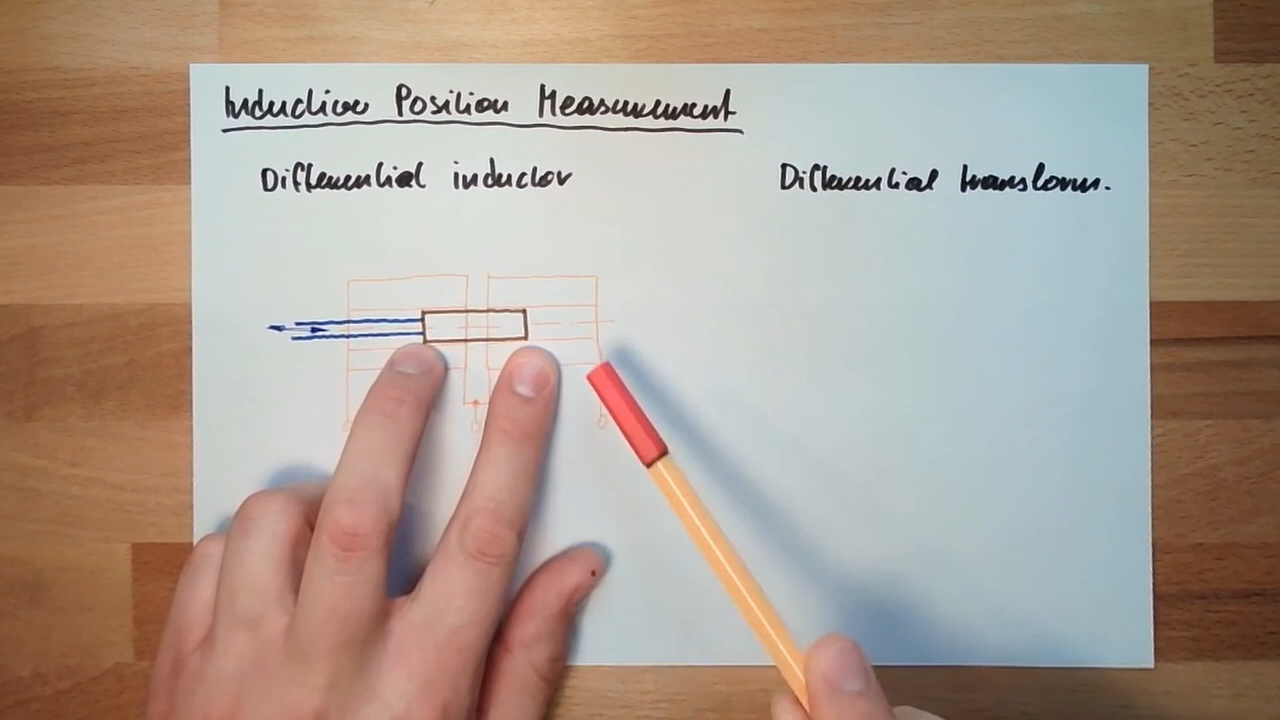 Inductive Position Measurement
Differential inductor
Differential transform.